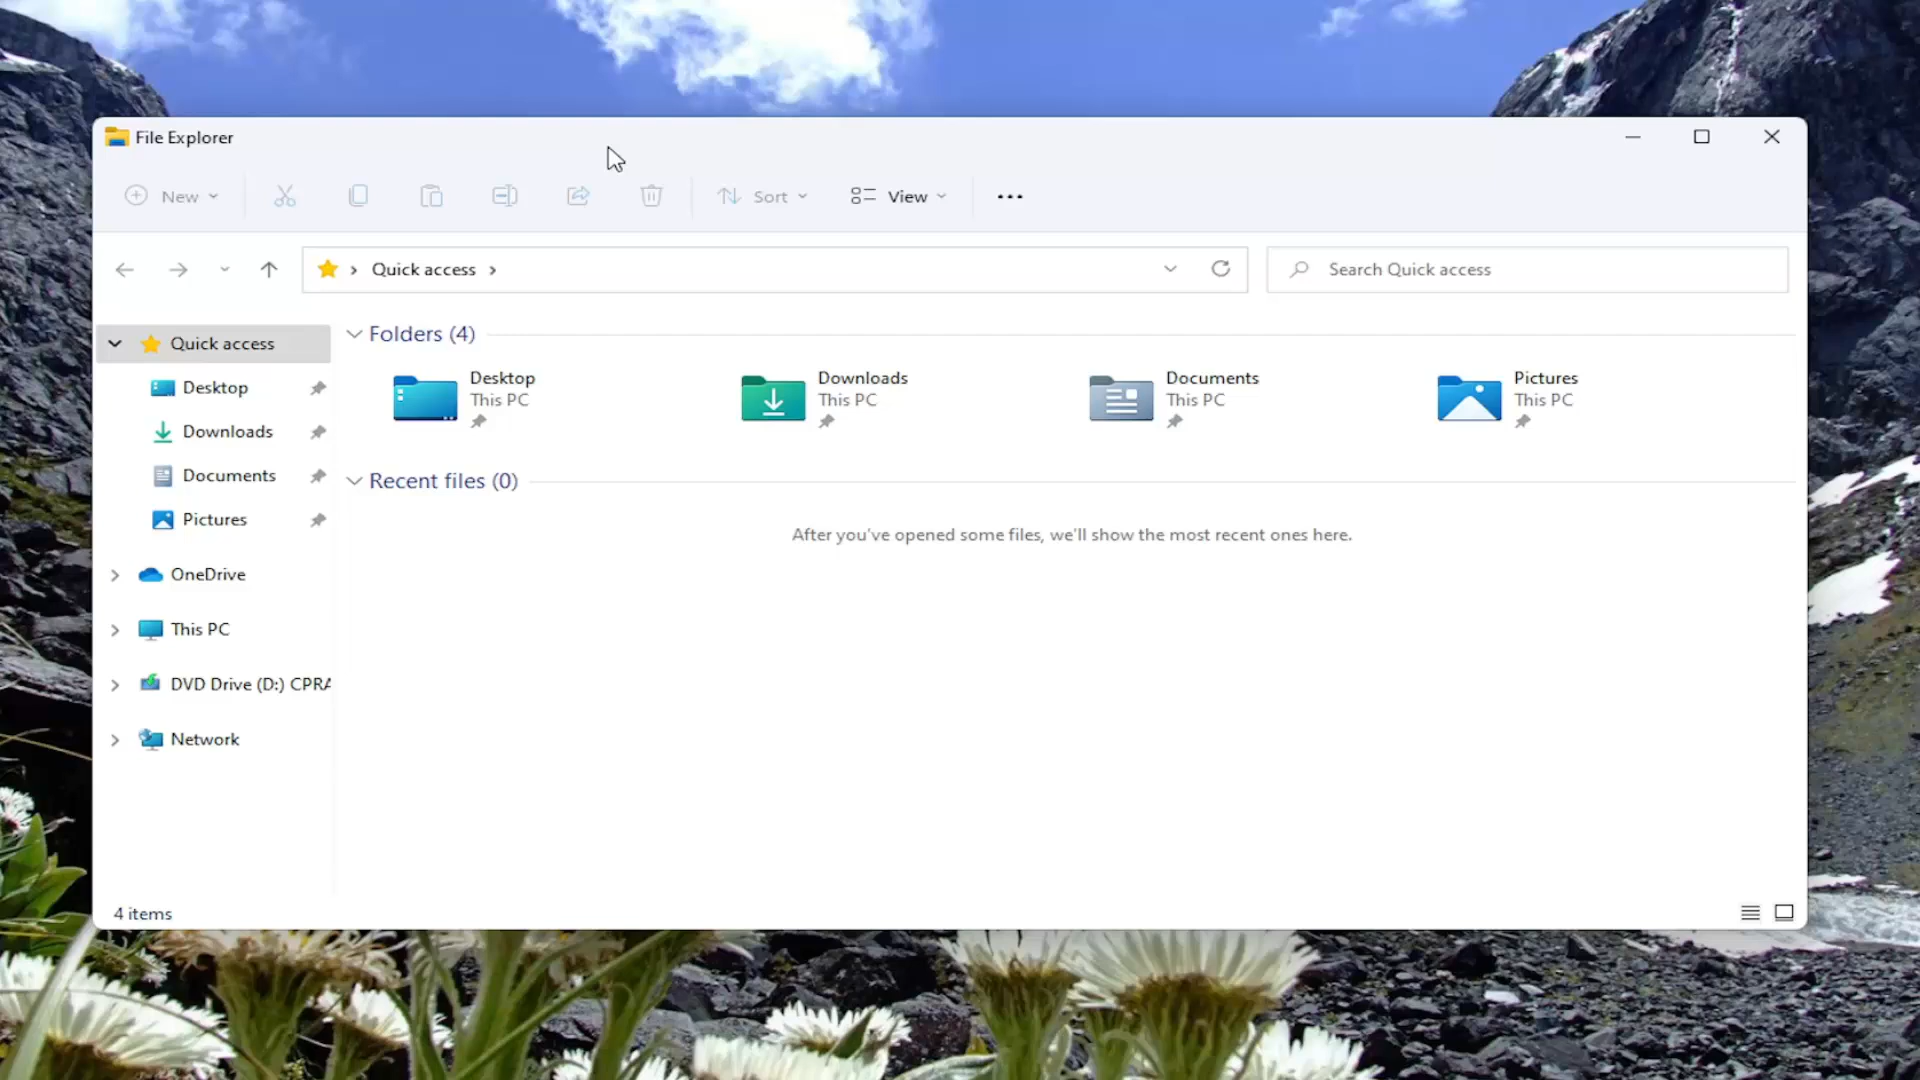 File Explorer
New
Sort
View
Quick access
Search Quick access
Quick access
Desktop
Downloads
Documents
Pictures
OneDrive
This PC
DVD Drive (D:) CPRA
Network
Folders (4)
Desktop
This PC
Downloads
This PC
Documents
This PC
Pictures
This PC
Recent files (0)
After you've opened some files, we'll show the most recent ones here.
4 items